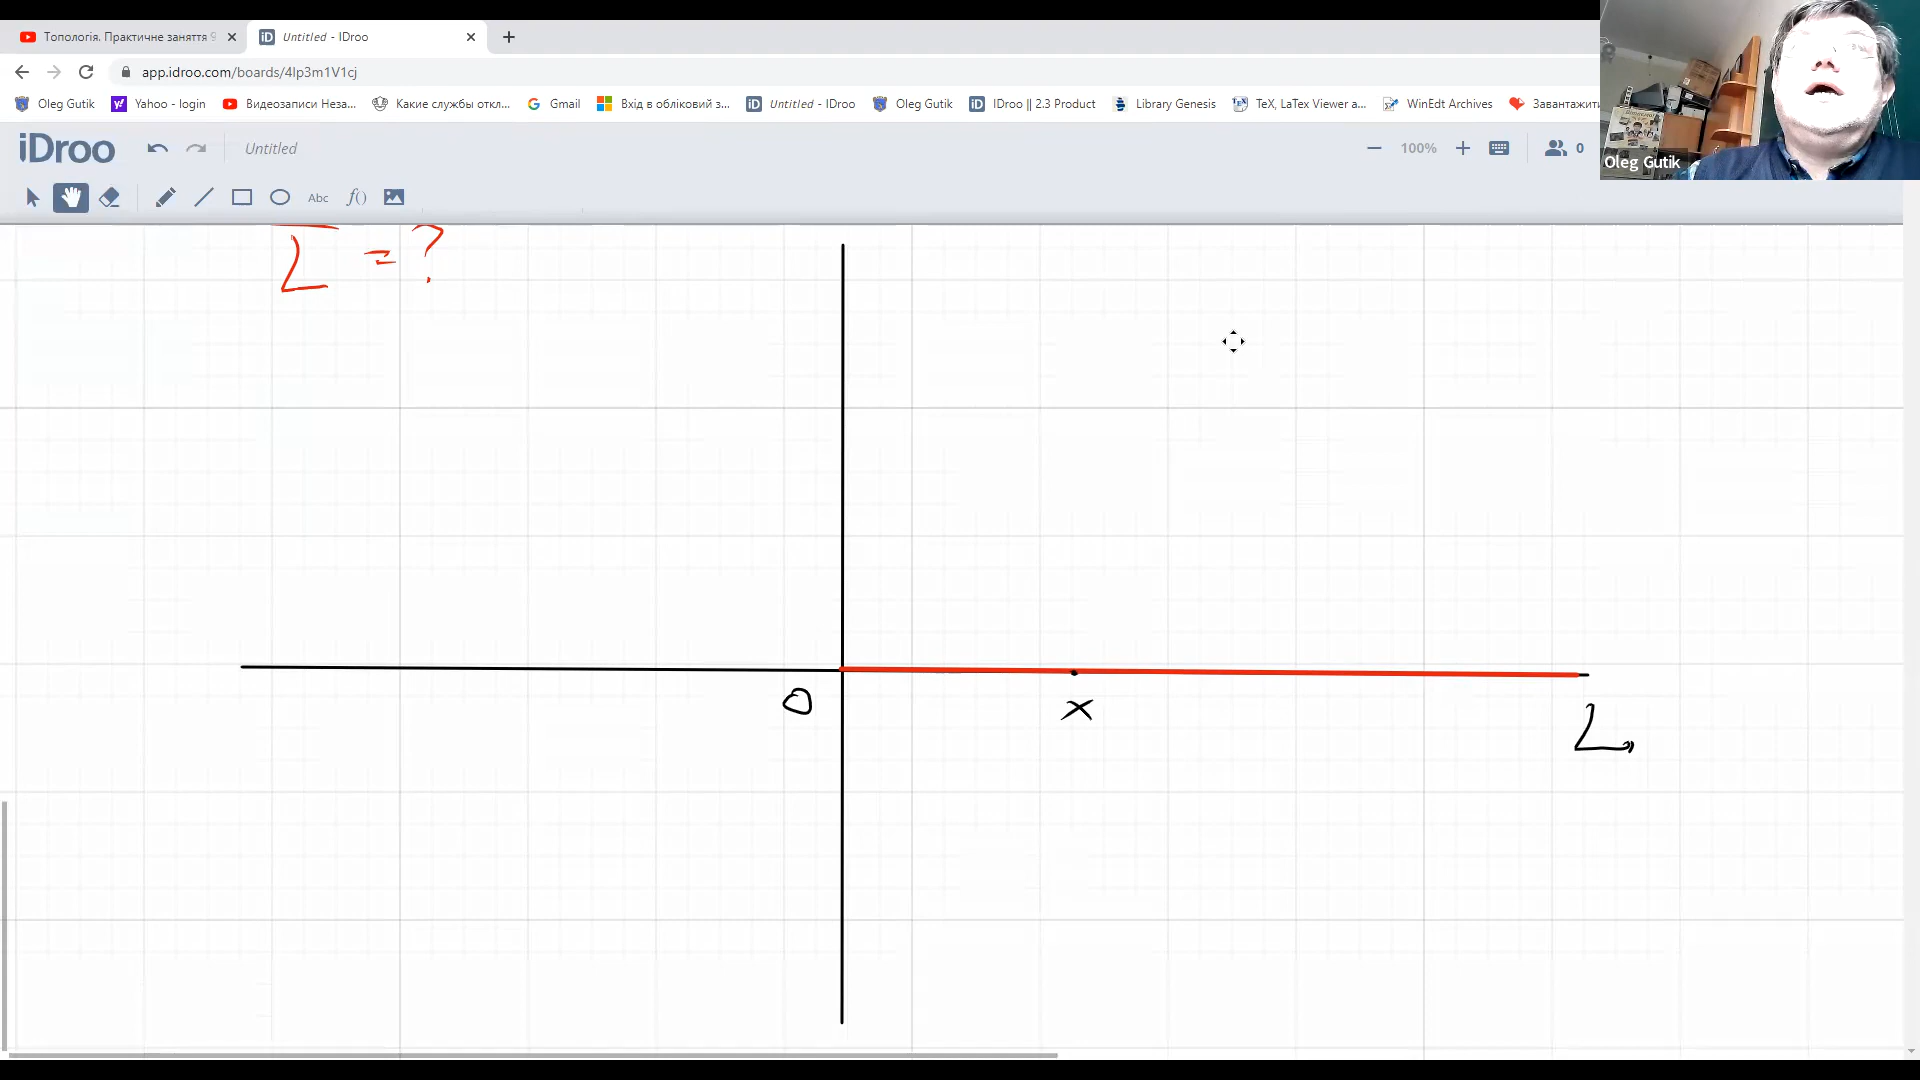 Топологія. Практичне заняття 9
Untitled - IDroo
app.idroo.com/boards/4lp3m1V1cj
Oleg Gutik
Yahoo - login
Видеозаписи Неза...
Какие службы откл...
Gmail
Вхід в обліковий з...
Untitled - IDroo
Oleg Gutik
IDroo || 2.3 Product
Library Genesis
TeX, LaTex Viewer a...
WinEdt Archives
Завантажити
Oleg Gutik
iDroo
Untitled
100%
0
Abc
f()
L = ?
0
x
L